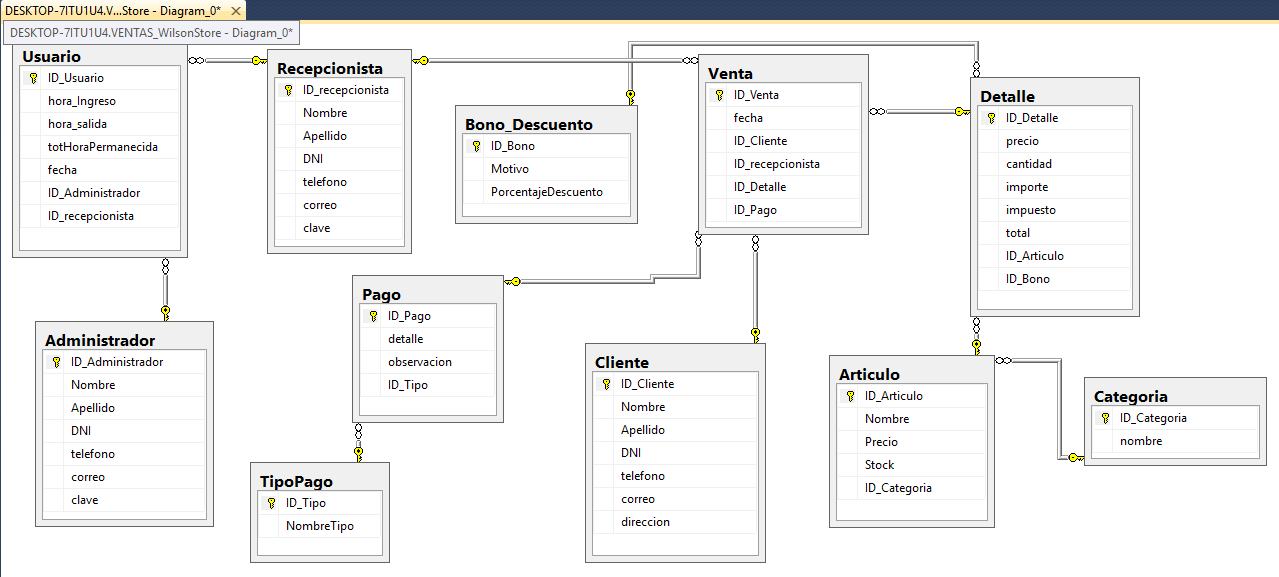 DESKTOP-7ITU1U4.V...Store - Diagram_0*
DESKTOP-7ITU1U4.VENTAS_WilsonStore - Diagram_0*
Usuario
ID_Usuario
hora_Ingreso
hora_salida
totHoraPermanecida
fecha
ID_Administrador
ID_recepcionista
Recepcionista
ID_recepcionista
Nombre
Apellido
DNI
telefono
correo
clave
Bono_Descuento
ID_Bono
Motivo
PorcentajeDescuento
Venta
ID_Venta
fecha
ID_Cliente
ID_recepcionista
ID_Detalle
ID_Pago
Detalle
ID_Detalle
precio
cantidad
importe
impuesto
total
ID_Articulo
ID_Bono
Administrador
ID_Administrador
Nombre
Apellido
DNI
telefono
correo
clave
Pago
ID_Pago
detalle
observacion
ID_Tipo
TipoPago
ID_Tipo
NombreTipo
Cliente
ID_Cliente
Nombre
Apellido
DNI
telefono
correo
direccion
Articulo
ID_Articulo
Nombre
Precio
Stock
ID_Categoria
Categoria
ID_Categoria
nombre